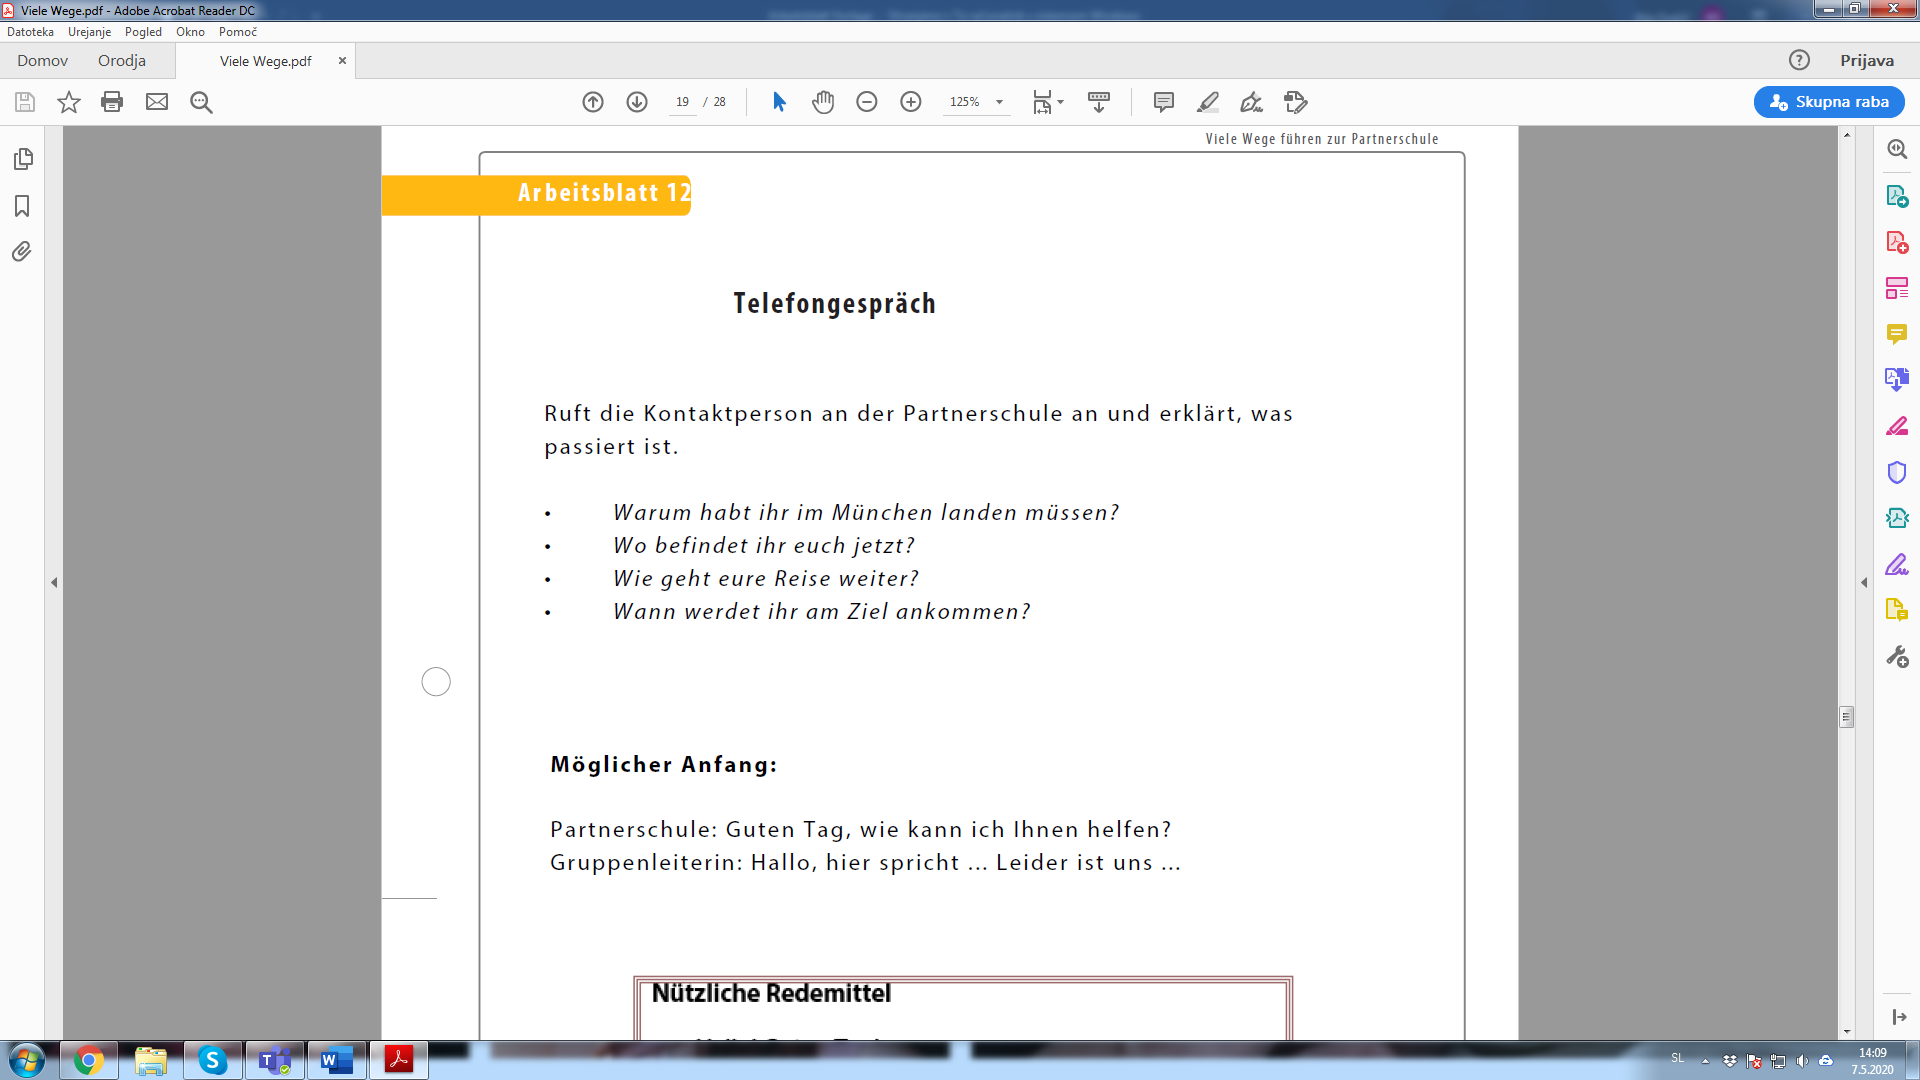 Viele Wege.pdf - Adobe Acrobat Reader DC
Datoteka Urejanje Pogled Okno Pomoč
Domov Orodja Viele Wege.pdf × Prijava
19 / 28 125% Skupna raba
Viele Wege führen zur Partnerschule
Arbeitsblatt 12
Telefongespräch
Ruft die Kontaktperson an der Partnerschule an und erklärt, was
passiert ist.
• Warum habt ihr im München landen müssen?
• Wo befindet ihr euch jetzt?
• Wie geht eure Reise weiter?
• Wann werdet ihr am Ziel ankommen?
Möglicher Anfang:
Partnerschule: Guten Tag, wie kann ich Ihnen helfen?
Gruppenleiterin: Hallo, hier spricht ... Leider ist uns ...
Nützliche Redemittel
SL 14:09
7.5.2020